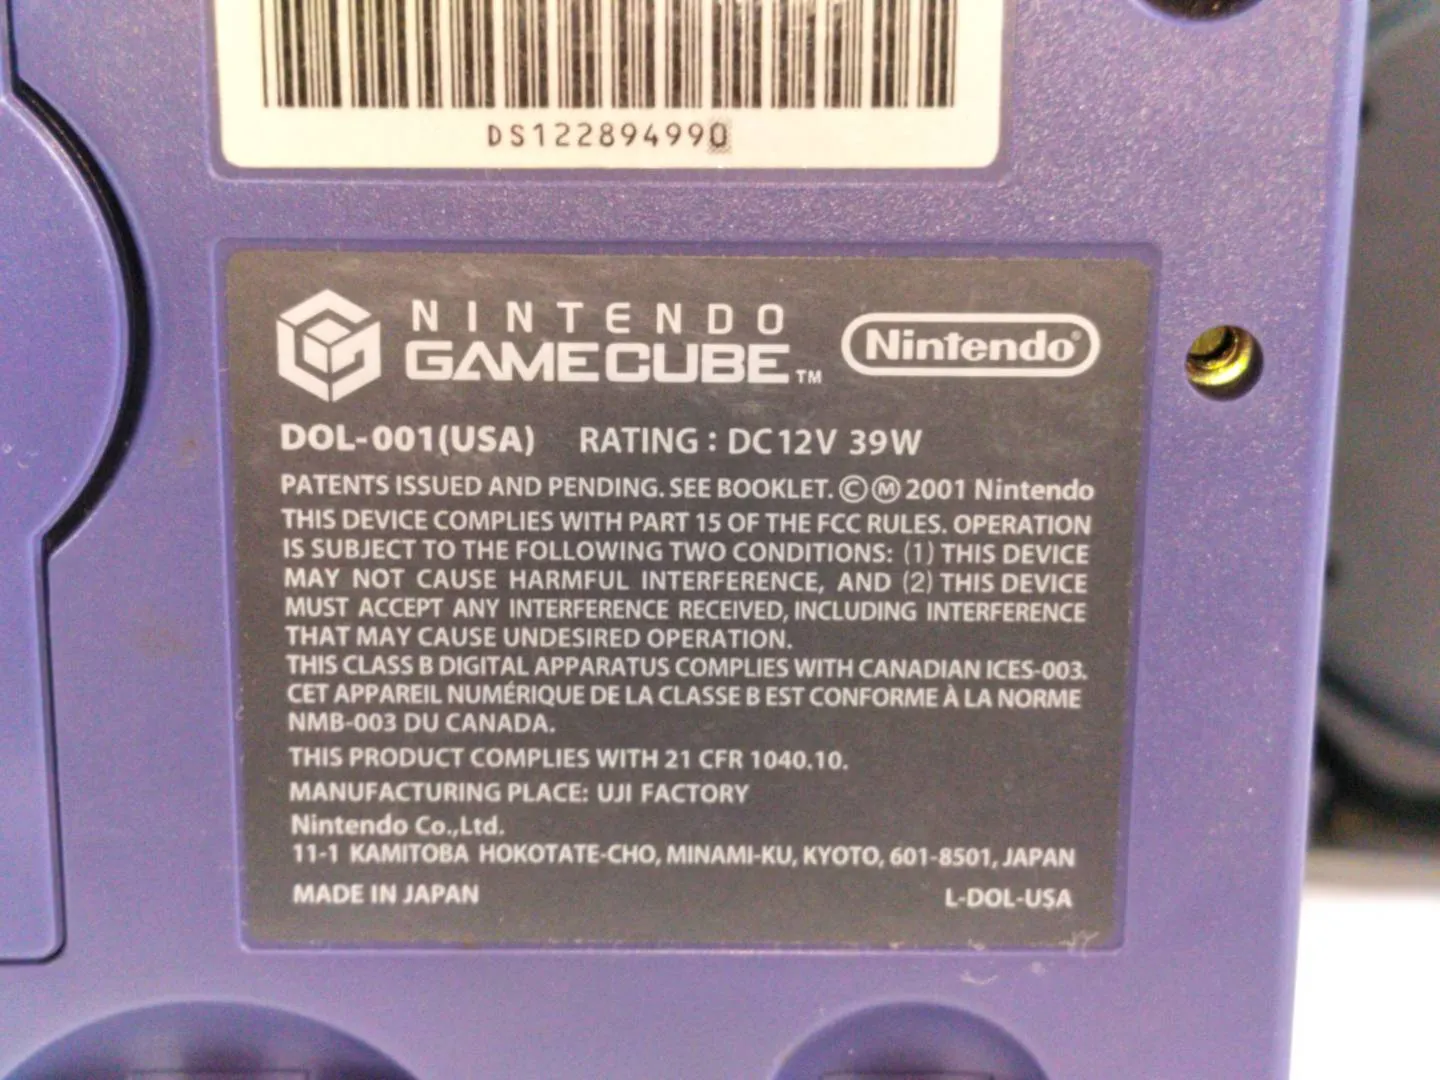 DS122894990
NINTENDO
GAMECUBE™
Nintendo®
DOL-001(USA) RATING : DC12V 39W
PATENTS ISSUED AND PENDING. SEE BOOKLET. ©Ⓜ 2001 Nintendo
THIS DEVICE COMPLIES WITH PART 15 OF THE FCC RULES. OPERATION
IS SUBJECT TO THE FOLLOWING TWO CONDITIONS: (1) THIS DEVICE
MAY NOT CAUSE HARMFUL INTERFERENCE, AND (2) THIS DEVICE
MUST ACCEPT ANY INTERFERENCE RECEIVED, INCLUDING INTERFERENCE
THAT MAY CAUSE UNDESIRED OPERATION.
THIS CLASS B DIGITAL APPARATUS COMPLIES WITH CANADIAN ICES-003.
CET APPAREIL NUMÉRIQUE DE LA CLASSE B EST CONFORME À LA NORME
NMB-003 DU CANADA.
THIS PRODUCT COMPLIES WITH 21 CFR 1040.10.
MANUFACTURING PLACE: UJI FACTORY
Nintendo Co.,Ltd.
11-1 KAMITOBA HOKOTATE-CHO, MINAMI-KU, KYOTO, 601-8501, JAPAN
MADE IN JAPAN L-DOL-USA